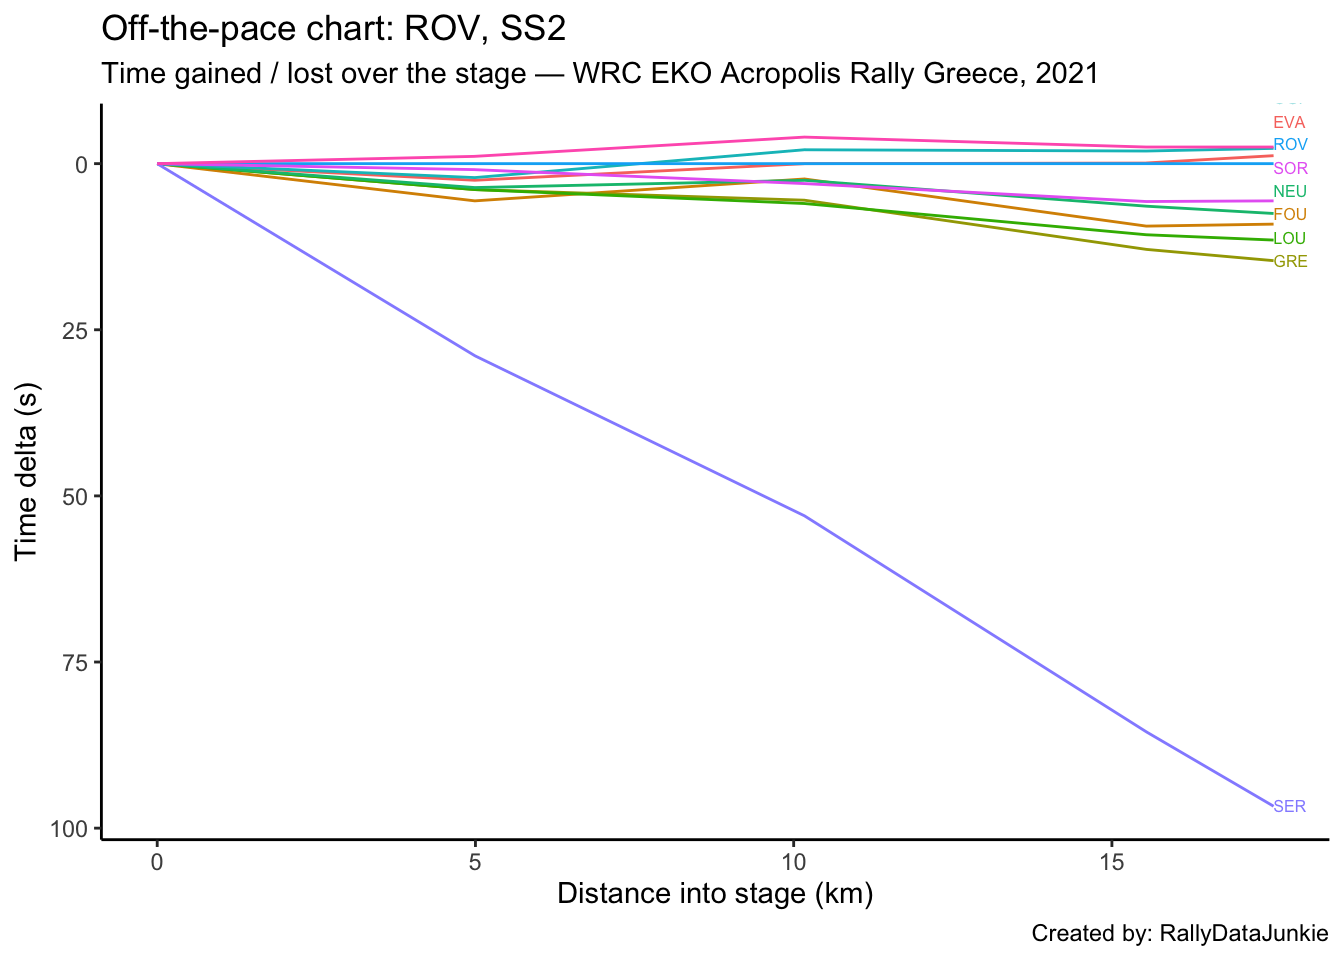 Off-the-pace chart: ROV, SS2
Time gained / lost over the stage — WRC EKO Acropolis Rally Greece, 2021
EVA
ROV
SOR
NEU
FOU
LOU
GRE
SER
0
25
50
75
100
Time delta (s)
0 5 10 15
Distance into stage (km)
Created by: RallyDataJunkie